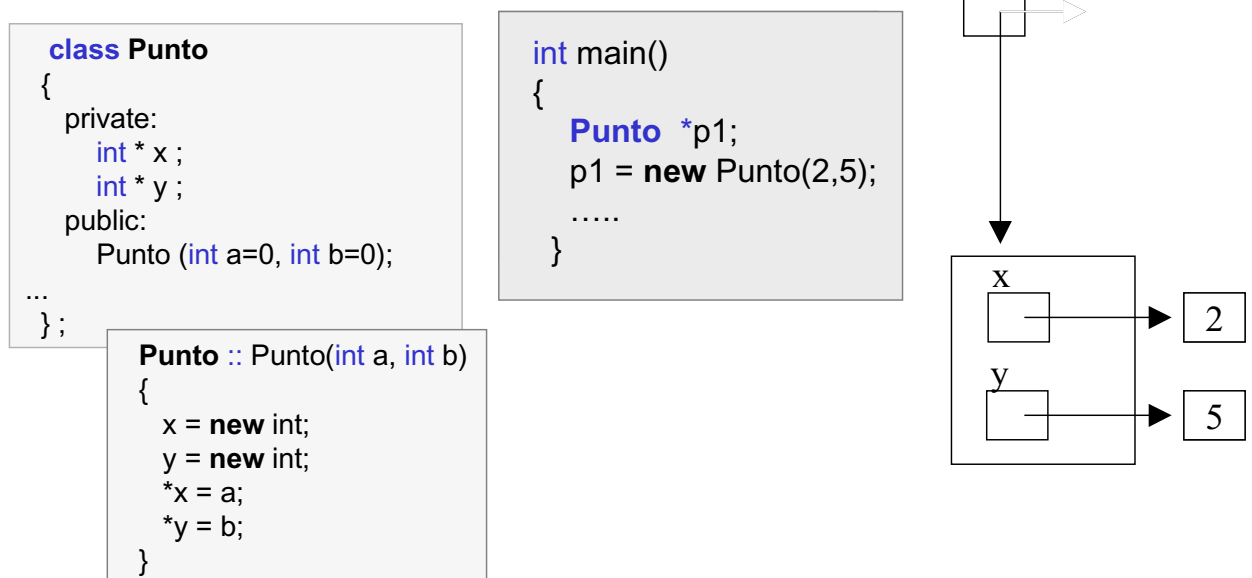 class Punto
{
private:
int * x ;
int * y ;
public:
Punto (int a=0, int b=0);
...
} ;
Punto :: Punto(int a, int b)
{
x = new int;
y = new int;
*x = a;
*y = b;
}
int main()
{
Punto *p1;
p1 = new Punto(2,5);
…..
}
x
2
y
5